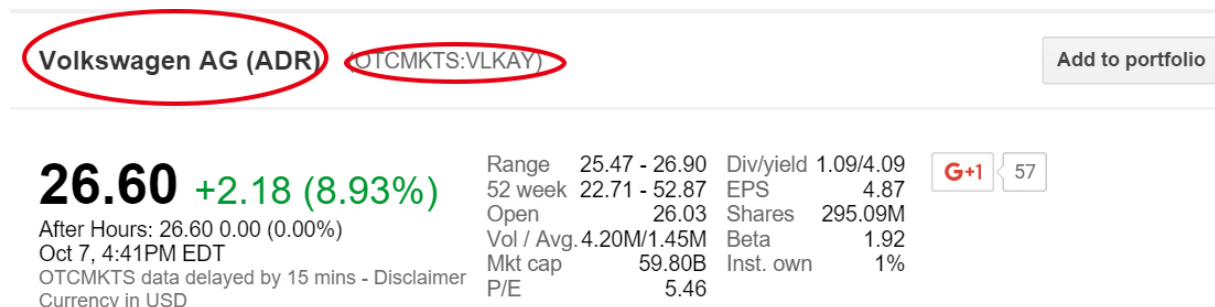 Volkswagen AG (ADR) (OTCMKTS:VLKAY) Add to portfolio
26.60 +2.18 (8.93%)
After Hours: 26.60 0.00 (0.00%)
Oct 7, 4:41PM EDT
OTCMKTS data delayed by 15 mins - Disclaimer
Currency in USD
Range 25.47 - 26.90
52 week 22.71 - 52.87
Open 26.03
Vol / Avg. 4.20M/1.45M
Mkt cap 59.80B
P/E 5.46
Div/yield 1.09/4.09
EPS 4.87
Shares 295.09M
Beta 1.92
Inst. own 1%
G+1 57